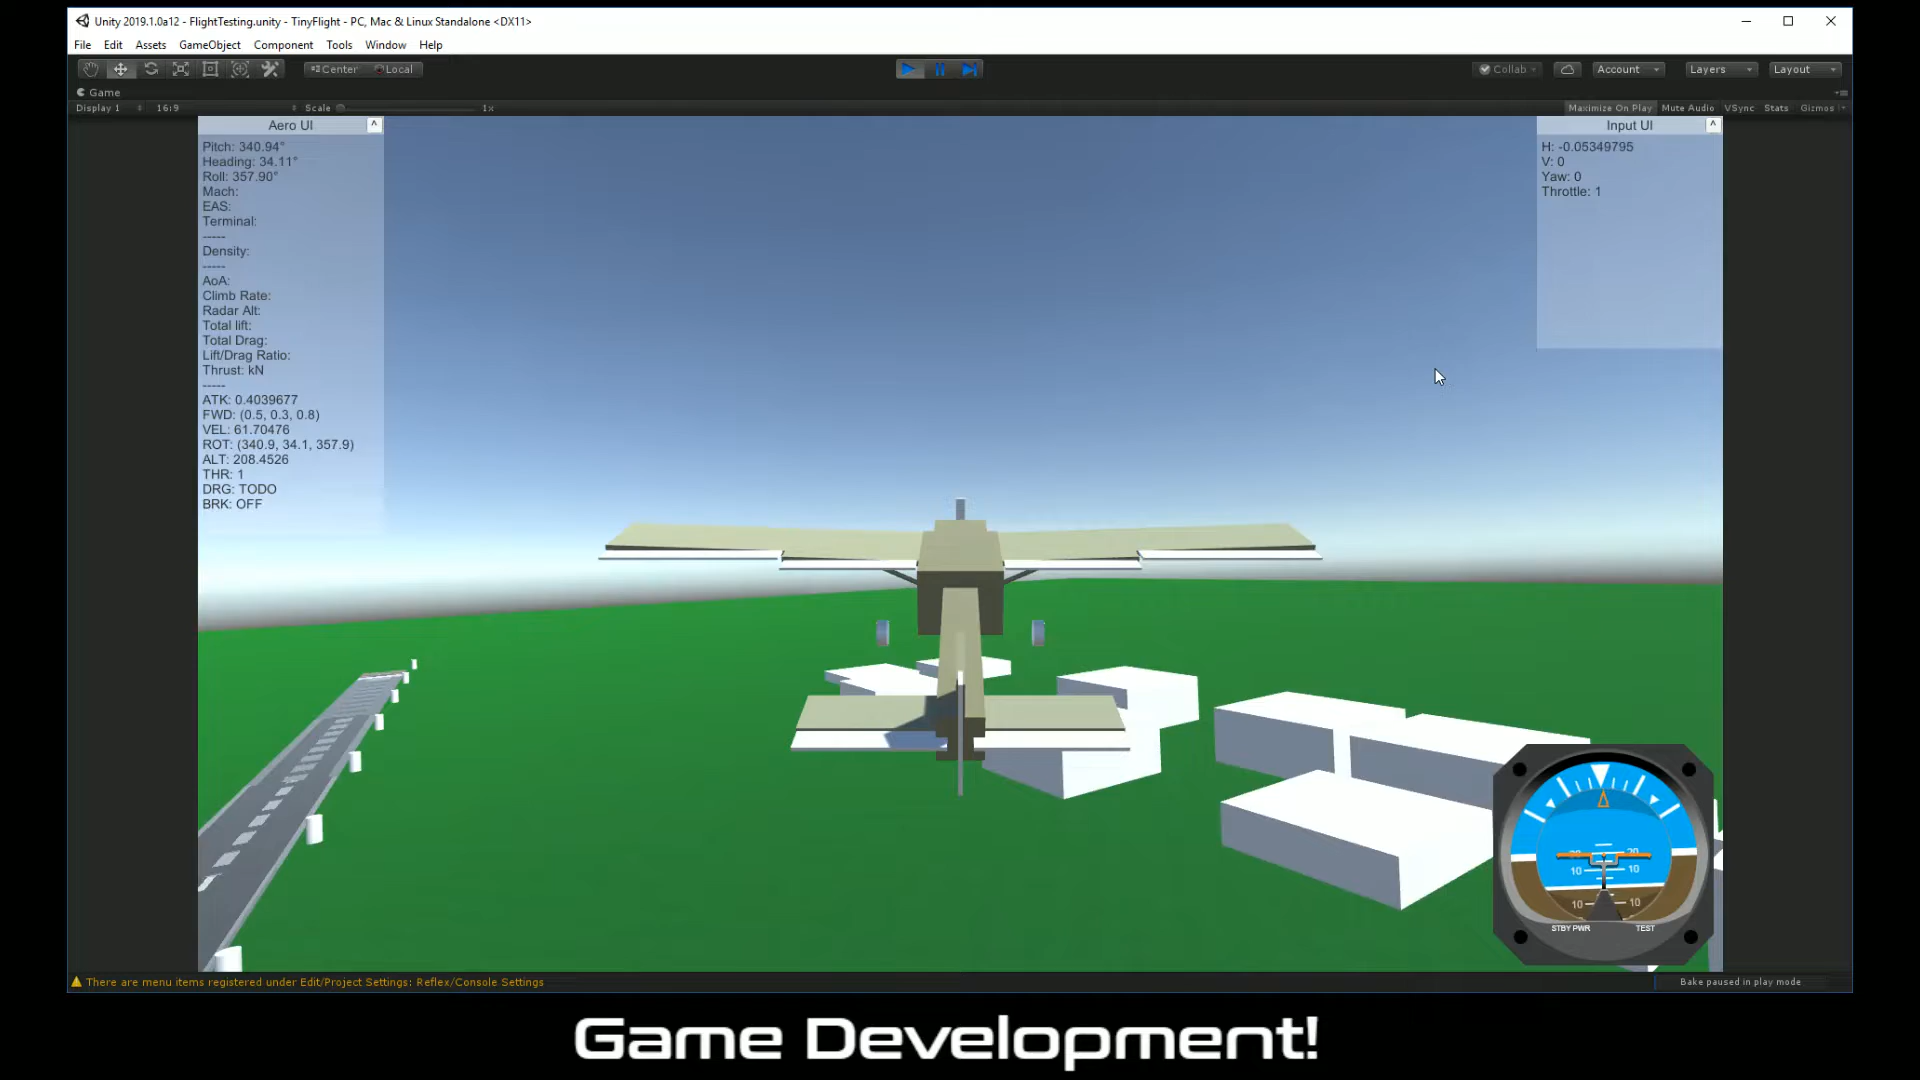 Unity 2019.1.0a12 - FlightTesting.unity - TinyFlight - PC, Mac & Linux Standalone <DX11>
File Edit Assets GameObject Component Tools Window Help
Center Local Collab Account Layers Layout
Game
Display 1 16:9 Scale 1x Maximize On Play Mute Audio VSync Stats Gizmos
Aero UI ^
Pitch: 340.94°
Heading: 34.11°
Roll: 357.90°
Mach:
EAS:
Terminal:
-----
Density:
-----
AoA:
Climb Rate:
Radar Alt:
Total lift:
Total Drag:
Lift/Drag Ratio:
Thrust: kN
-----
ATK: 0.4039677
FWD: (0.5, 0.3, 0.8)
VEL: 61.70476
ROT: (340.9, 34.1, 357.9)
ALT: 208.4526
THR: 1
DRG: TODO
BRK: OFF
Input UI ^
H: -0.05349795
V: 0
Yaw: 0
Throttle: 1
20 20
10 10
10 10
STBY PWR TEST
There are menu items registered under Edit/Project Settings: Reflex/Console Settings
Bake paused in play mode
Game Development!